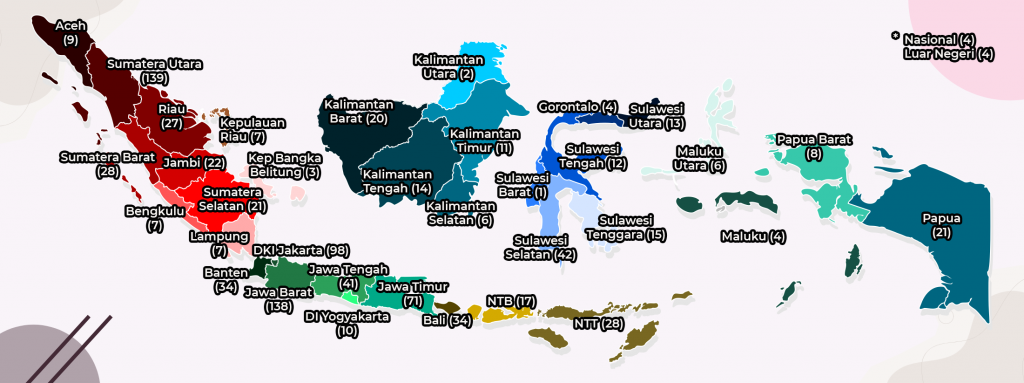 Aceh
(9)
Sumatera Utara
(139)
Riau
(27)
Kepulauan
Riau (7)
Sumatera Barat
(28)
Jambi (22)
Kep Bangka
Belitung (3)
Sumatera
Selatan (21)
Bengkulu
(7)
Lampung
(7)
DKI Jakarta (98)
Banten
(34)
Jawa Barat
(138)
Jawa Tengah
(41)
DI Yogyakarta
(10)
Jawa Timur
(71)
Bali (34)
NTB (17)
NTT (28)
Kalimantan
Barat (20)
Kalimantan
Utara (2)
Kalimantan
Timur (11)
Kalimantan
Tengah (14)
Kalimantan
Selatan (6)
Gorontalo (4)
Sulawesi
Utara (13)
Sulawesi
Tengah (12)
Sulawesi
Barat (1)
Sulawesi
Selatan (42)
Sulawesi
Tenggara (15)
Maluku
Utara (6)
Maluku (4)
Papua Barat
(8)
Papua
(21)
* Nasional (4)
Luar Negeri (4)